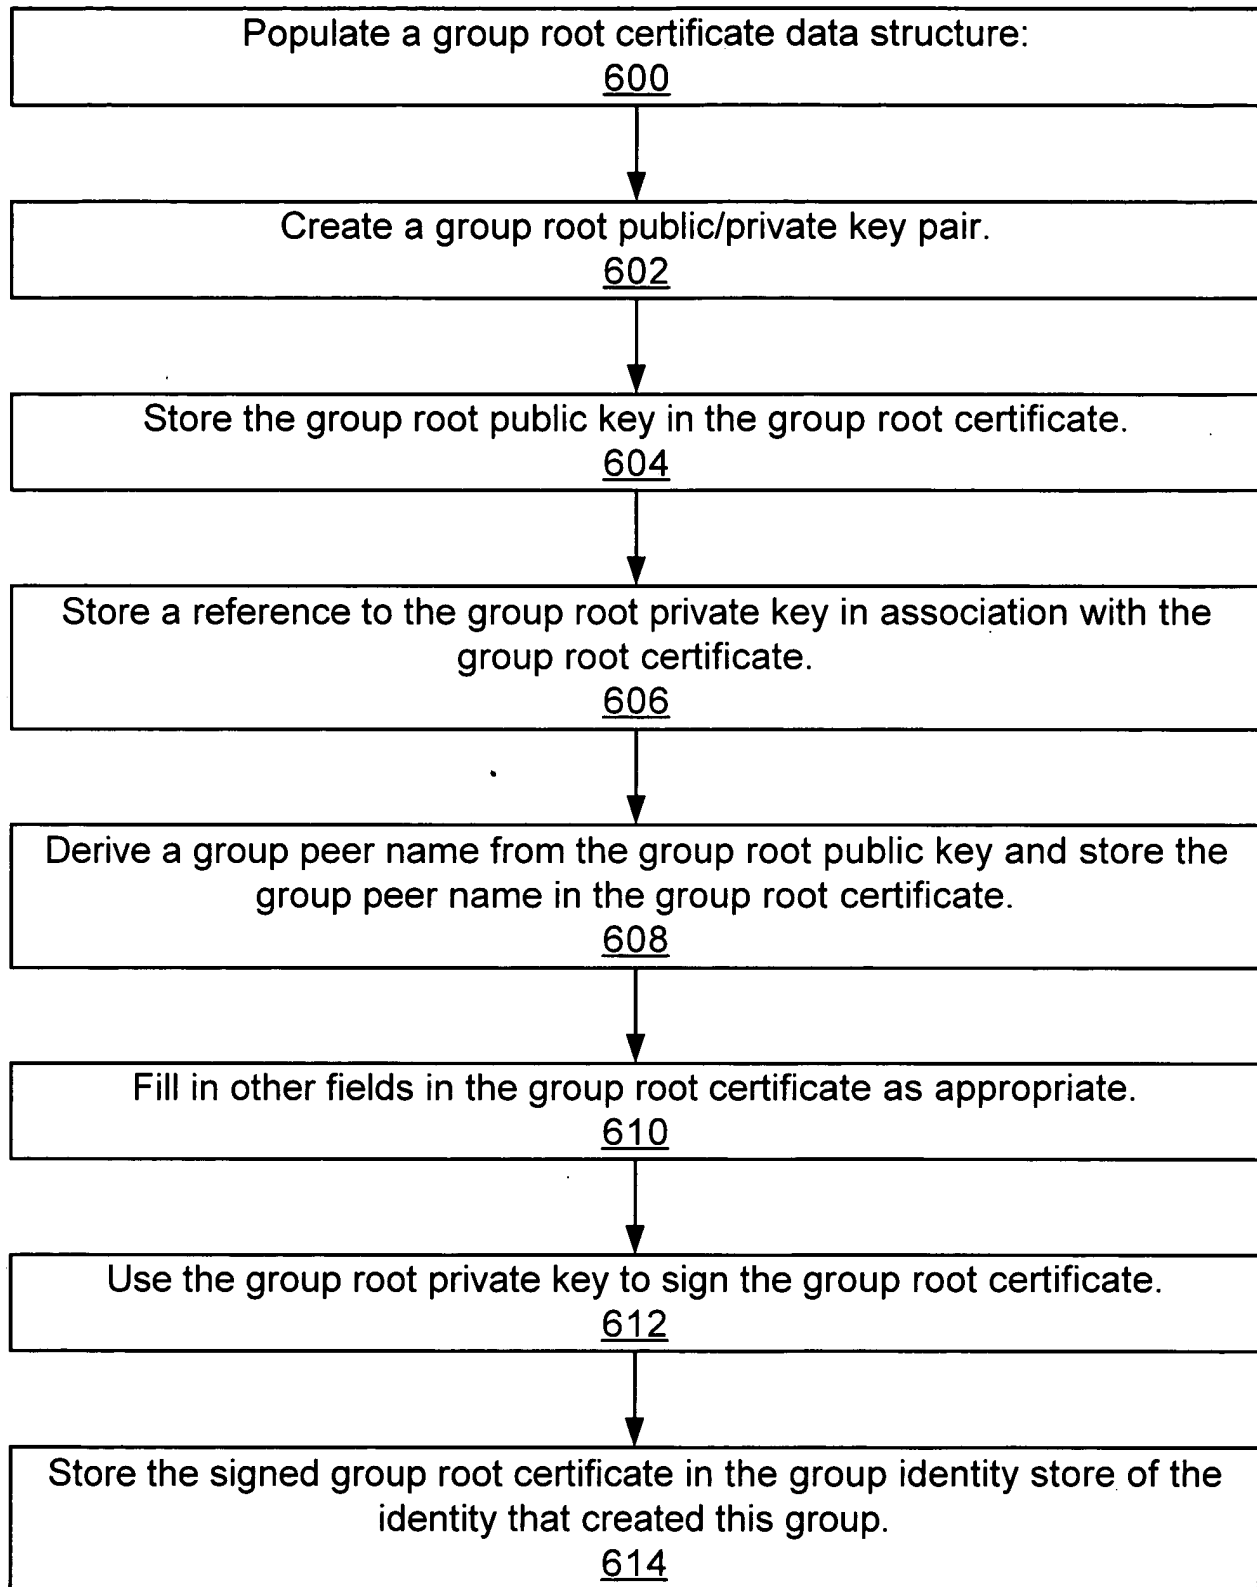 Populate a group root certificate data structure:
600
Create a group root public/private key pair.
602
Store the group root public key in the group root certificate.
604
Store a reference to the group root private key in association with the
group root certificate.
606
Derive a group peer name from the group root public key and store the
group peer name in the group root certificate.
608
Fill in other fields in the group root certificate as appropriate.
610
Use the group root private key to sign the group root certificate.
612
Store the signed group root certificate in the group identity store of the
identity that created this group.
614